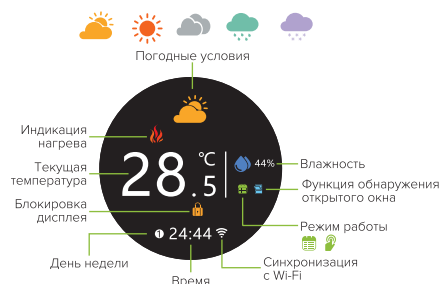 Погодные условия
Индикация
нагрева
Текущая
температура
Блокировка
дисплея
День недели
28.5
°C
44%
1 24:44
Влажность
Функция обнаружения
открытого окна
Режим работы
Синхронизация
с Wi-Fi
Время